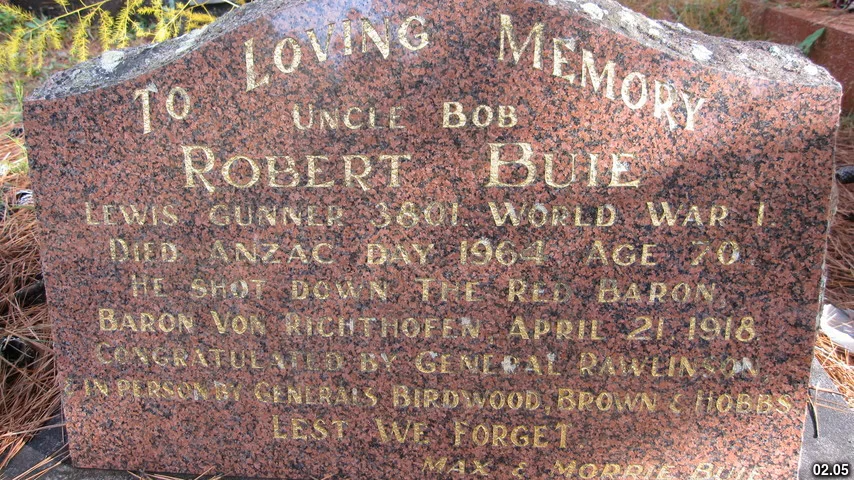 To Loving Memory
Uncle Bob
Robert Buie
Lewis Gunner 3801. World War I.
Died Anzac Day 1964 Age 70.
He shot down the Red Baron,
Baron Von Richthofen, April 21, 1918.
Congratulated by General Rawlinson,
& in person by Generals Birdwood, Brown & Hobbs.
Lest We Forget.
Max & Morrie Buie
02.05